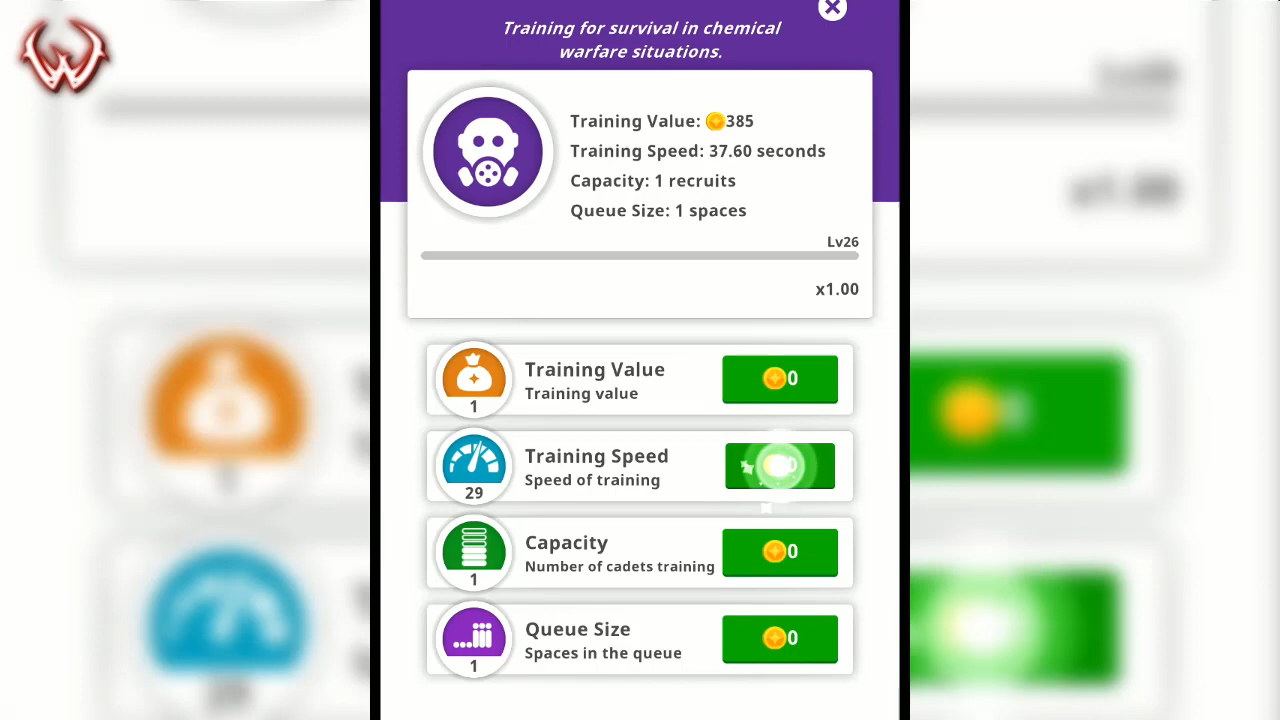 Training for survival in chemical
warfare situations.
Training Value: 385
Training Speed: 37.60 seconds
Capacity: 1 recruits
Queue Size: 1 spaces
Lv26
x1.00
Training Value
Training value
1
0
Training Speed
Speed of training
29
Capacity
Number of cadets training
1
0
Queue Size
Spaces in the queue
1
0